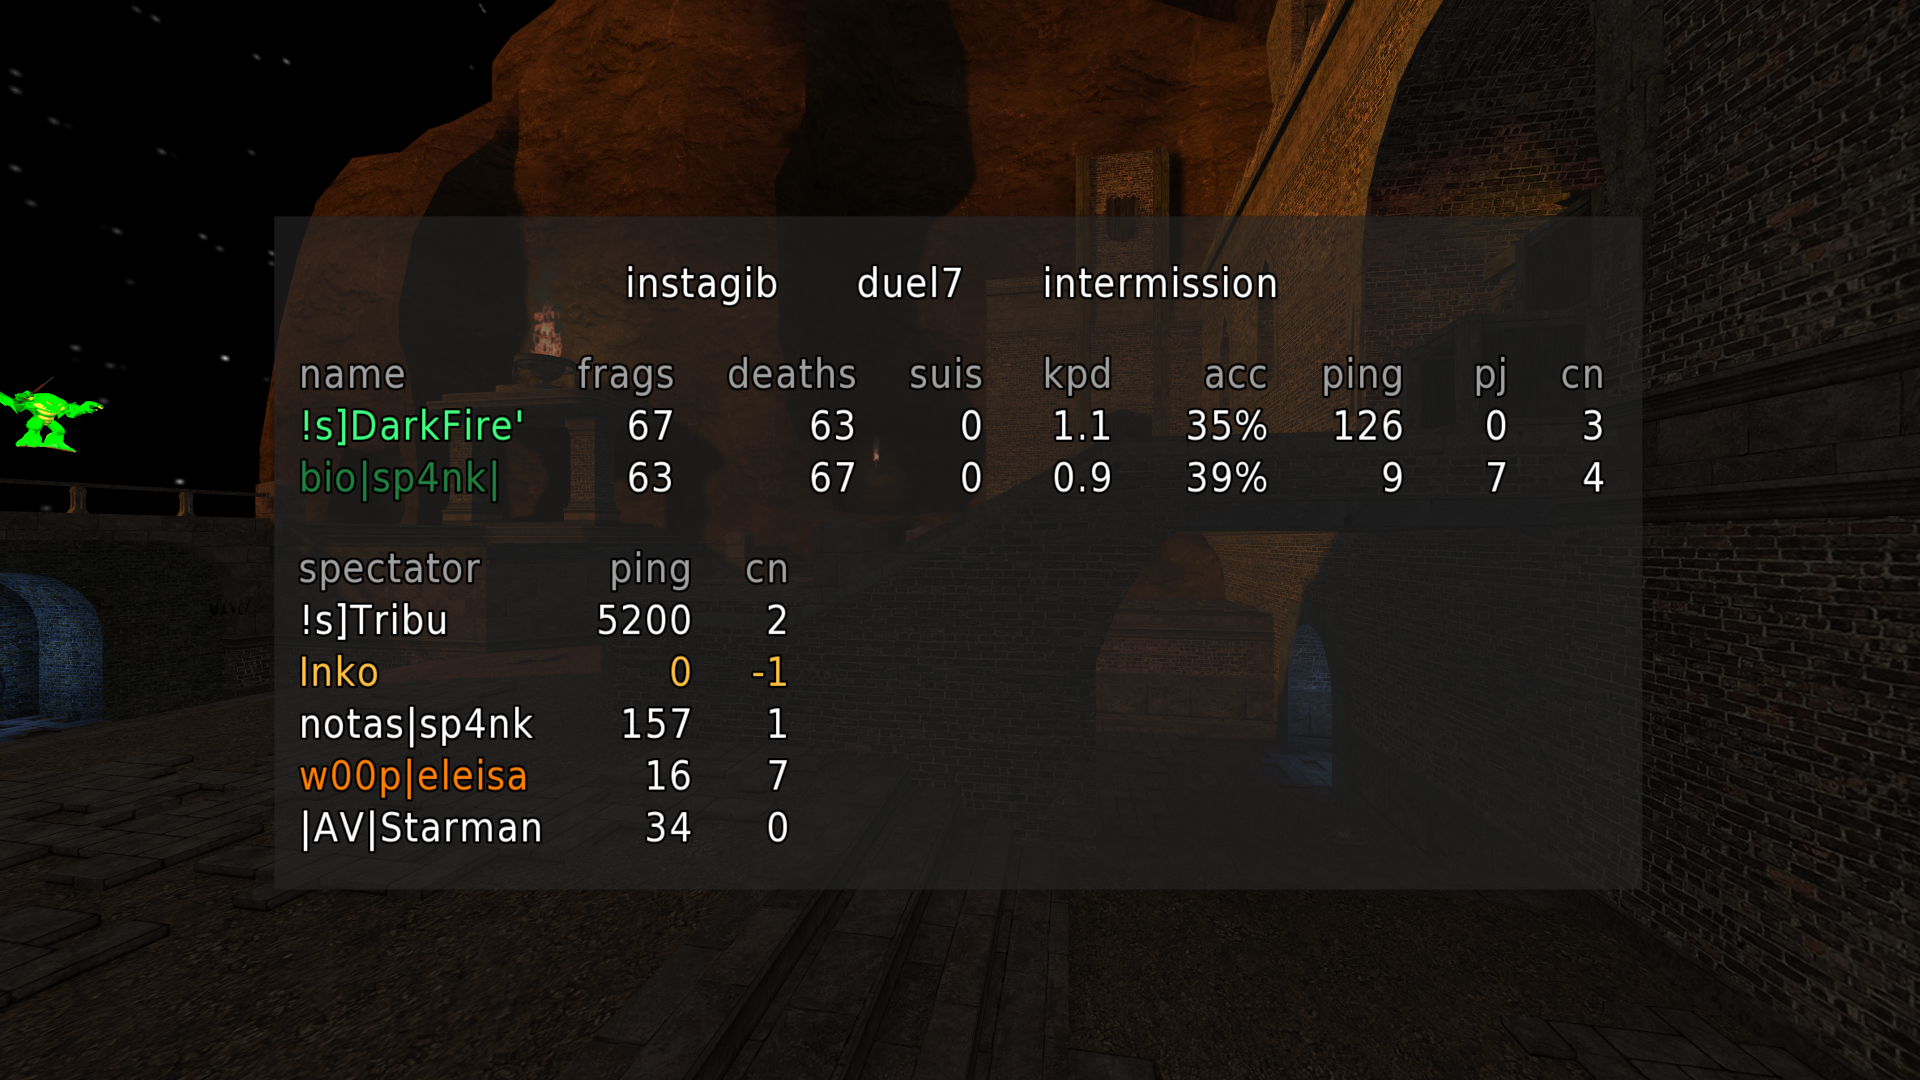 instagib duel7 intermission
name frags deaths suis kpd acc ping pj cn
!s]DarkFire' 67 63 0 1.1 35% 126 0 3
bio|sp4nk| 63 67 0 0.9 39% 9 7 4
spectator ping cn
!s]Tribu 5200 2
Inko 0 -1
notas|sp4nk 157 1
w00p|eleisa 16 7
|AV|Starman 34 0